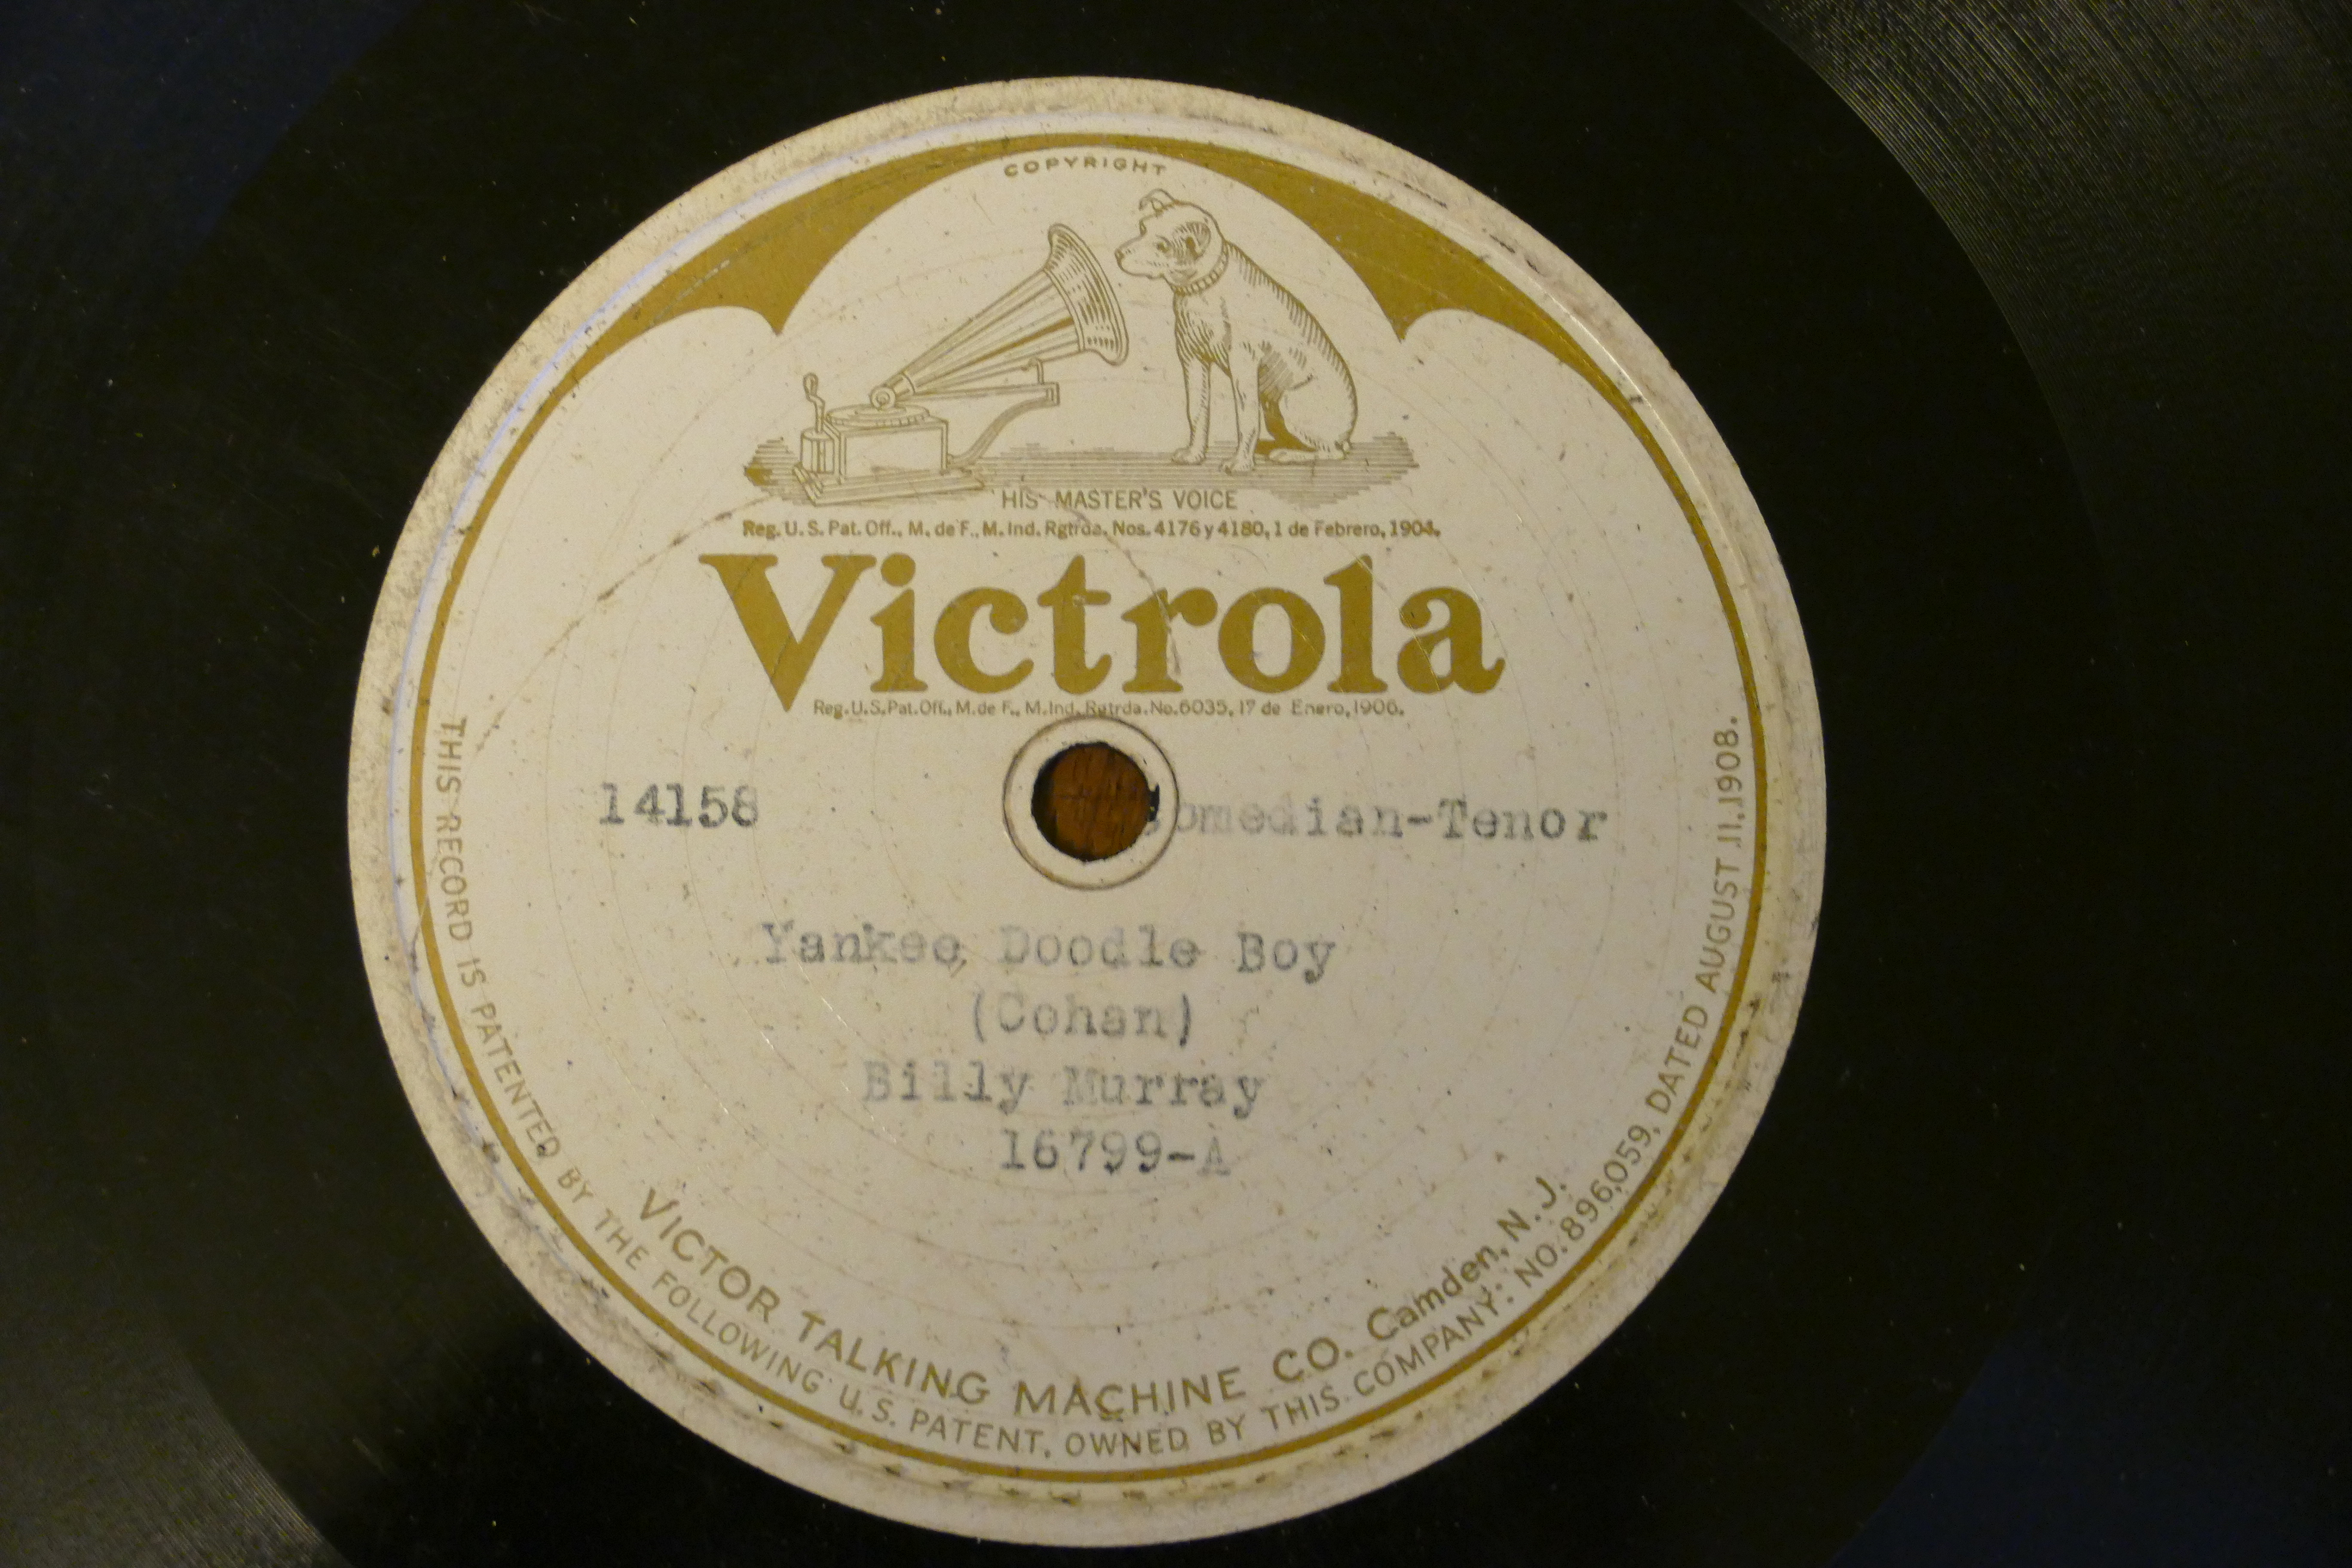 COPYRIGHT
HIS MASTER'S VOICE
Reg. U. S. Pat. Off., M. de F., M. Ind. Rgtrda. Nos. 4176 y 4180, 1 de Febrero, 1904.
Victrola
Reg. U.S. Pat. Off., M. de F., M. Ind. Rgtrda. No. 6035, 17 de Enero, 1906.
14158 Comedian-Tenor
Yankee Doodle Boy
(Cohan)
Billy Murray
16799-A
VICTOR TALKING MACHINE CO. Camden, N. J.
THIS RECORD IS PATENTED BY THE FOLLOWING U. S. PATENT, OWNED BY THIS COMPANY: NO. 896,059, DATED AUGUST 11, 1908.